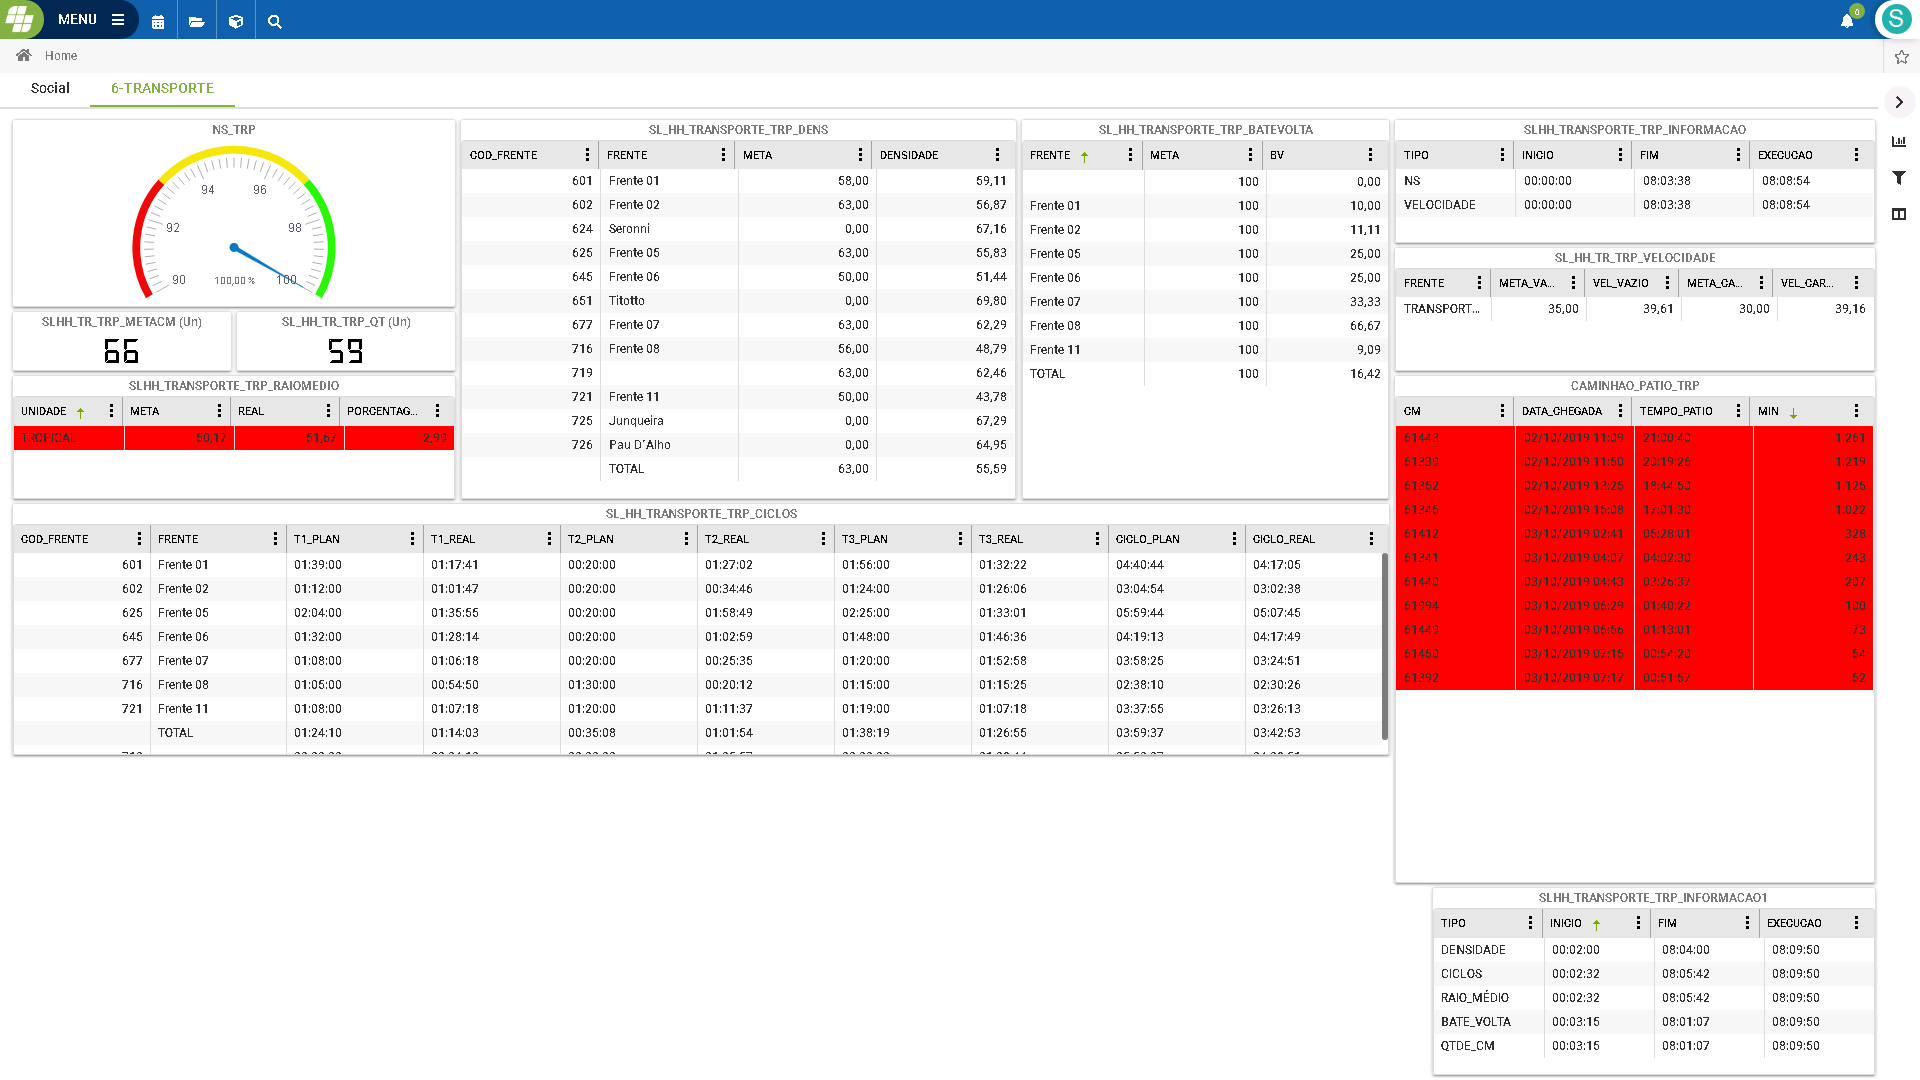 MENU
0
S
Home
Social 6-TRANSPORTE
NS_TRP
90 92 94 96 98 100
100,00 %
SLHH_TR_TRP_METACM (Un)
66
SLHH_TR_TRP_QT (Un)
59
SLHH_TRANSPORTE_TRP_RAIOMEDIO
UNIDADE META REAL PORCENTAG...
TROPICAL 50,17 51,67 2,99
SL_HH_TRANSPORTE_TRP_DENS
COD_FRENTE FRENTE META DENSIDADE
601 Frente 01 58,00 59,11
602 Frente 02 63,00 56,87
624 Seronni 0,00 67,16
625 Frente 05 63,00 55,83
645 Frente 06 50,00 51,44
651 Titotto 0,00 69,80
677 Frente 07 63,00 62,29
716 Frente 08 56,00 48,79
719 63,00 62,46
721 Frente 11 50,00 43,78
725 Junqueira 0,00 67,29
726 Pau D´Alho 0,00 64,95
TOTAL 63,00 55,59
SL_HH_TRANSPORTE_TRP_BATEVOLTA
FRENTE META BV
100 0,00
Frente 01 100 10,00
Frente 02 100 11,11
Frente 05 100 25,00
Frente 06 100 25,00
Frente 07 100 33,33
Frente 08 100 66,67
Frente 11 100 9,09
TOTAL 100 16,42
SLHH_TRANSPORTE_TRP_INFORMACAO
TIPO INICIO FIM EXECUCAO
NS 00:00:00 08:03:38 08:08:54
VELOCIDADE 00:00:00 08:03:38 08:08:54
SL_HH_TR_TRP_VELOCIDADE
FRENTE META_VA... VEL_VAZIO META_CA... VEL_CAR...
TRANSPORT... 35,00 39,61 30,00 39,16
CAMINHAO_PATIO_TRP
CM DATA_CHEGADA TEMPO_PATIO MIN
61443 02/10/2019 11:09 21:00:40 1.261
61339 02/10/2019 11:50 20:19:26 1.219
61352 02/10/2019 13:25 18:44:50 1.125
61345 02/10/2019 15:08 17:01:30 1.022
61412 03/10/2019 02:41 05:28:01 328
61341 03/10/2019 04:07 04:02:30 243
61440 03/10/2019 04:43 03:26:37 207
61994 03/10/2019 06:29 01:40:22 100
61449 03/10/2019 06:56 01:13:01 73
61450 03/10/2019 07:15 00:54:20 54
61392 03/10/2019 07:17 00:51:57 52
SL_HH_TRANSPORTE_TRP_CICLOS
COD_FRENTE FRENTE T1_PLAN T1_REAL T2_PLAN T2_REAL T3_PLAN T3_REAL CICLO_PLAN CICLO_REAL
601 Frente 01 01:39:00 01:17:41 00:20:00 01:27:02 01:56:00 01:32:22 04:40:44 04:17:05
602 Frente 02 01:12:00 01:01:47 00:20:00 00:34:46 01:24:00 01:26:06 03:04:54 03:02:38
625 Frente 05 02:04:00 01:35:55 00:20:00 01:58:49 02:25:00 01:33:01 05:59:44 05:07:45
645 Frente 06 01:32:00 01:28:14 00:20:00 01:02:59 01:48:00 01:46:36 04:19:13 04:17:49
677 Frente 07 01:08:00 01:06:18 00:20:00 00:25:35 01:20:00 01:52:58 03:58:25 03:24:51
716 Frente 08 01:05:00 00:54:50 01:30:00 00:20:12 01:15:00 01:15:25 02:38:10 02:30:26
721 Frente 11 01:08:00 01:07:18 01:20:00 01:11:37 01:19:00 01:07:18 03:37:55 03:26:13
TOTAL 01:24:10 01:14:03 00:35:08 01:01:54 01:38:19 01:26:55 03:59:37 03:42:53
SLHH_TRANSPORTE_TRP_INFORMACAO1
TIPO INICIO FIM EXECUCAO
DENSIDADE 00:02:00 08:04:00 08:09:50
CICLOS 00:02:32 08:05:42 08:09:50
RAIO_MÉDIO 00:02:32 08:05:42 08:09:50
BATE_VOLTA 00:03:15 08:01:07 08:09:50
QTDE_CM 00:03:15 08:01:07 08:09:50